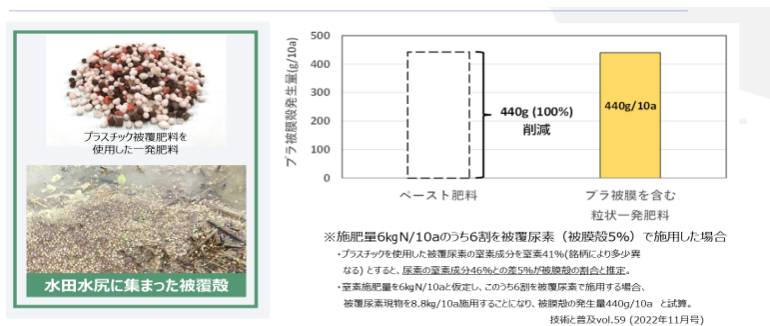 プラスチック被覆肥料を
使用した一発肥料
水田水尻に集まった被覆殻
プラ被膜殻発生量(g/10a)
500
400
300
200
100
0
440g (100%)
削減
440g/10a
ペースト肥料
プラ被膜を含む
粒状一発肥料
※施肥量6kgN/10aのうち6割を被覆尿素（被膜殻5%）で施用した場合
・プラスチックを使用した被覆尿素の窒素成分を窒素41%(銘柄により多少異
なる) とすると、尿素の窒素成分46%との差5%が被膜殻の割合と推定。
・窒素施肥量を6kgN/10aと仮定し、このうち6割を被覆尿素で施用する場合、
被覆尿素現物を8.8kg/10a施用することになり、被膜殻の発生量440g/10a と試算。
技術と普及vol.59 (2022年11月号)